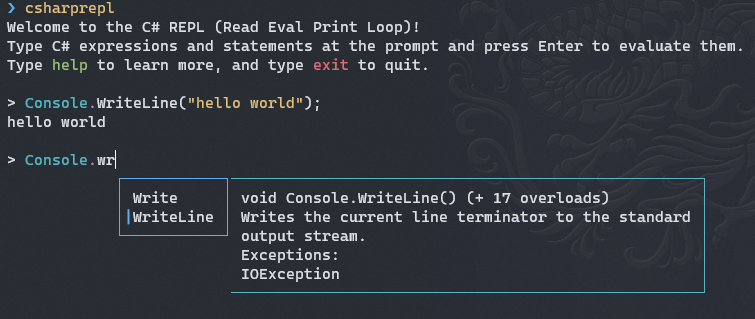 ❯ csharprepl
Welcome to the C# REPL (Read Eval Print Loop)!
Type C# expressions and statements at the prompt and press Enter to evaluate them.
Type help to learn more, and type exit to quit.
> Console.WriteLine("hello world");
hello world
> Console.wr
Write
WriteLine
void Console.WriteLine() (+ 17 overloads)
Writes the current line terminator to the standard
output stream.
Exceptions:
IOException